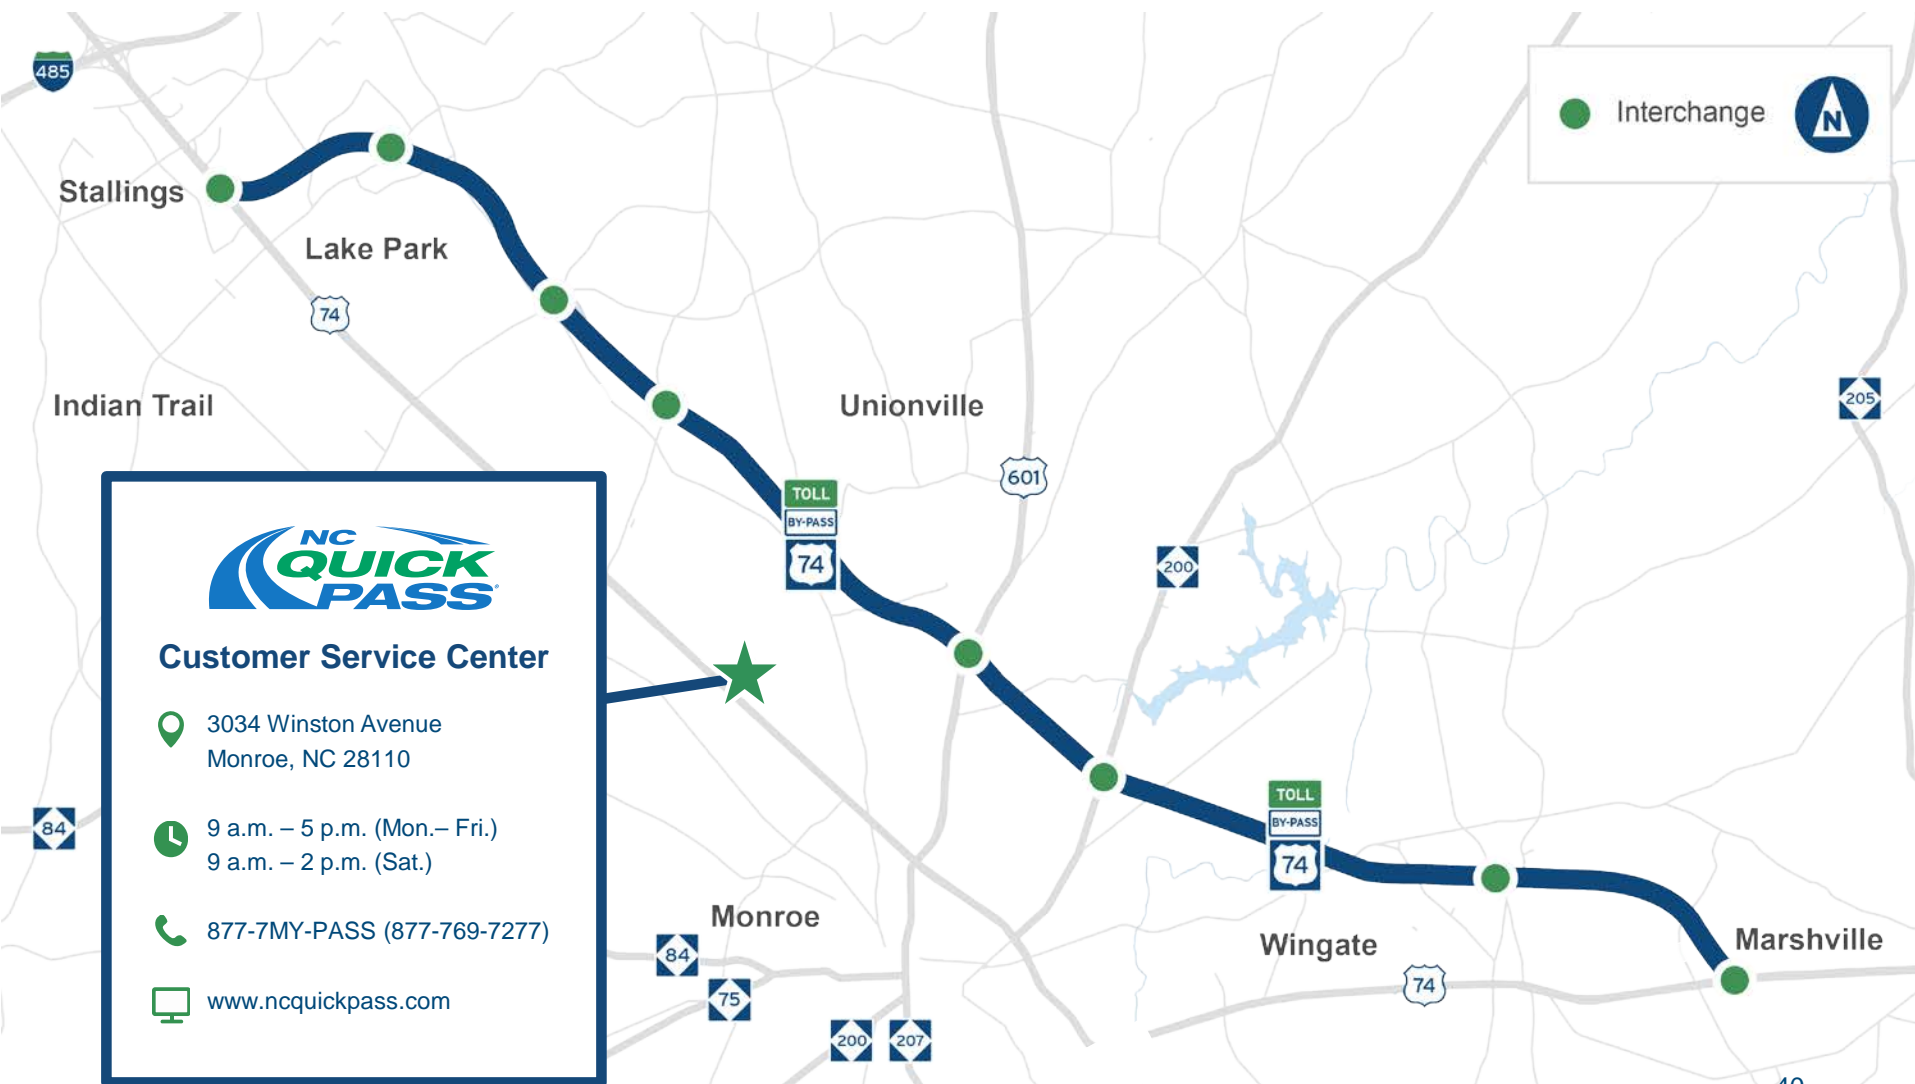 485
Interchange
N
Stallings
Lake Park
74
Indian Trail
Unionville
205
601
TOLL
BY-PASS
74
200
NC
QUICK
PASS
Customer Service Center
3034 Winston Avenue
Monroe, NC 28110
9 a.m. – 5 p.m. (Mon.– Fri.)
9 a.m. – 2 p.m. (Sat.)
877-7MY-PASS (877-769-7277)
www.ncquickpass.com
84
TOLL
BY-PASS
74
Monroe
84
75
200
207
Wingate
74
Marshville